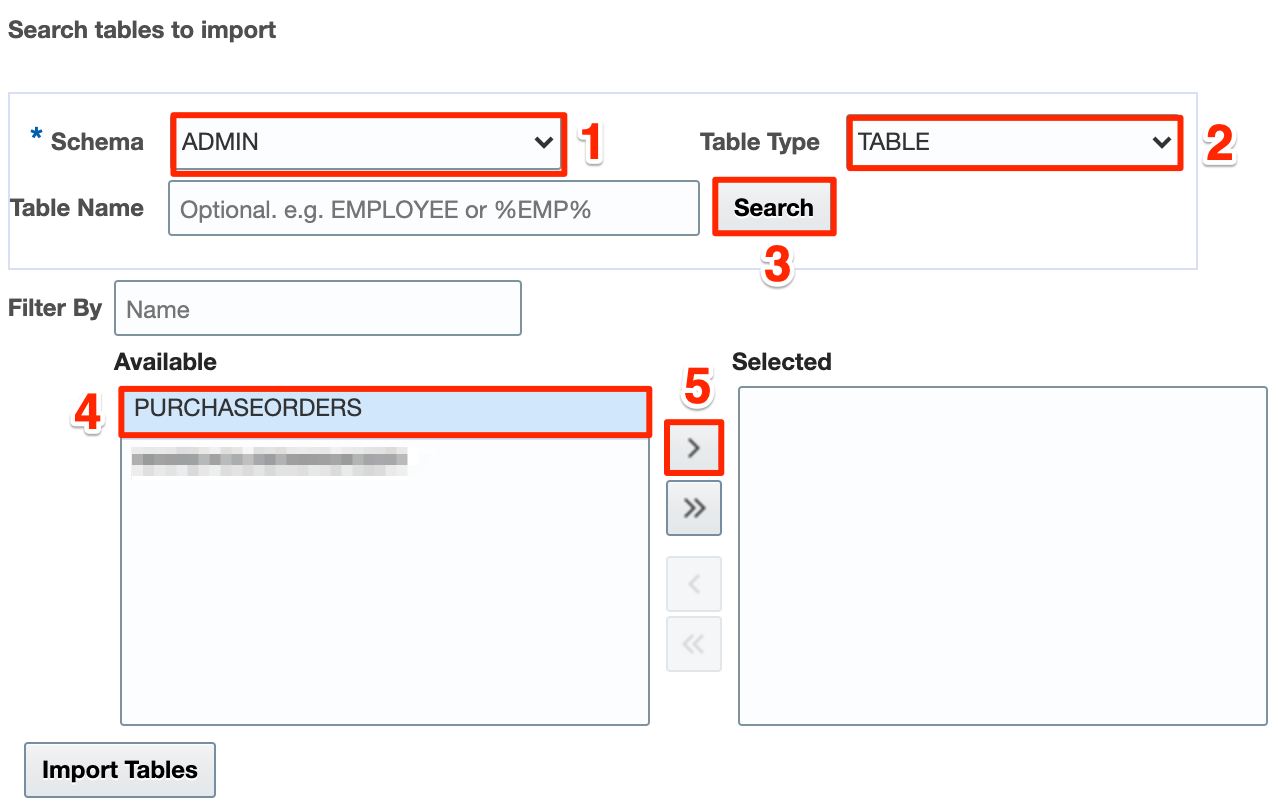 Search tables to import
* Schema ADMIN 1 Table Type TABLE 2
Table Name Optional. e.g. EMPLOYEE or %EMP% Search
3
Filter By Name
Available Selected
5
4 PURCHASEORDERS
Import Tables